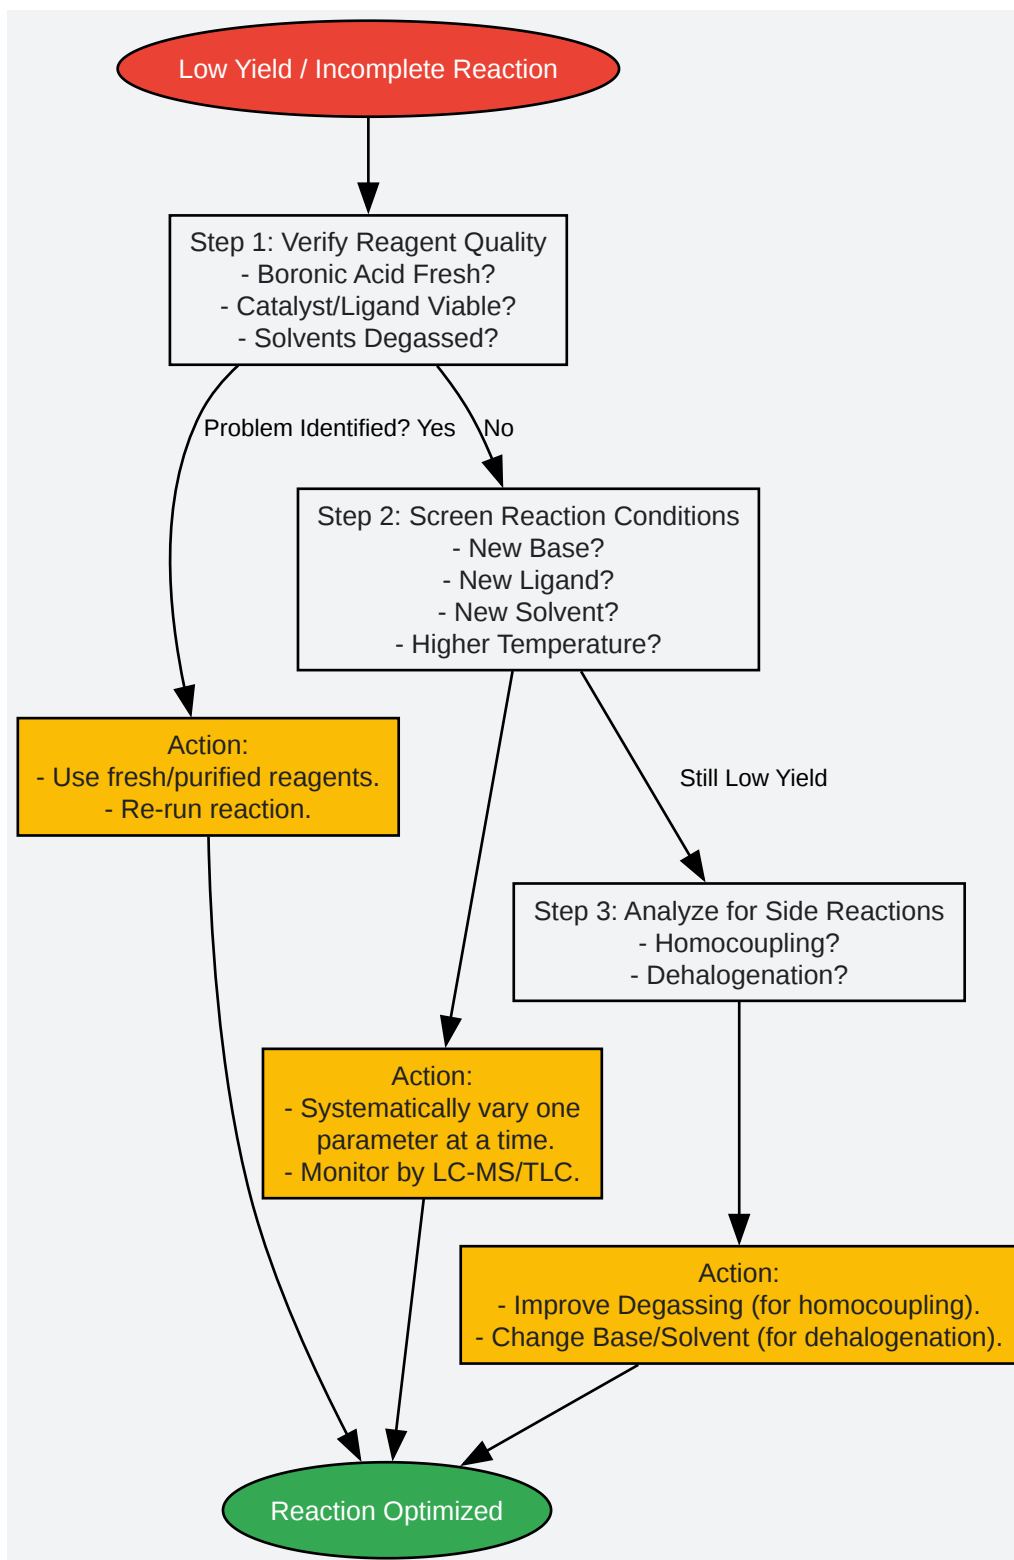 Low Yield / Incomplete Reaction
Step 1: Verify Reagent Quality
- Boronic Acid Fresh?
- Catalyst/Ligand Viable?
- Solvents Degassed?
Problem Identified? Yes
No
Step 2: Screen Reaction Conditions
- New Base?
- New Ligand?
- New Solvent?
- Higher Temperature?
Action:
- Use fresh/purified reagents.
- Re-run reaction.
Still Low Yield
Step 3: Analyze for Side Reactions
- Homocoupling?
- Dehalogenation?
Action:
- Systematically vary one
parameter at a time.
- Monitor by LC-MS/TLC.
Action:
- Improve Degassing (for homocoupling).
- Change Base/Solvent (for dehalogenation).
Reaction Optimized